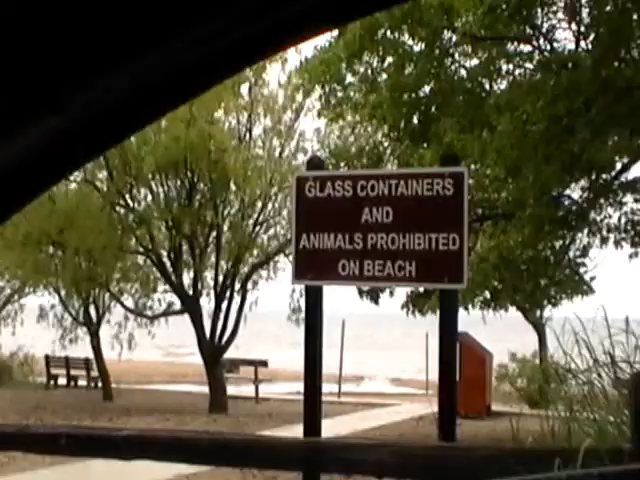 GLASS CONTAINERS
AND
ANIMALS PROHIBITED
ON BEACH